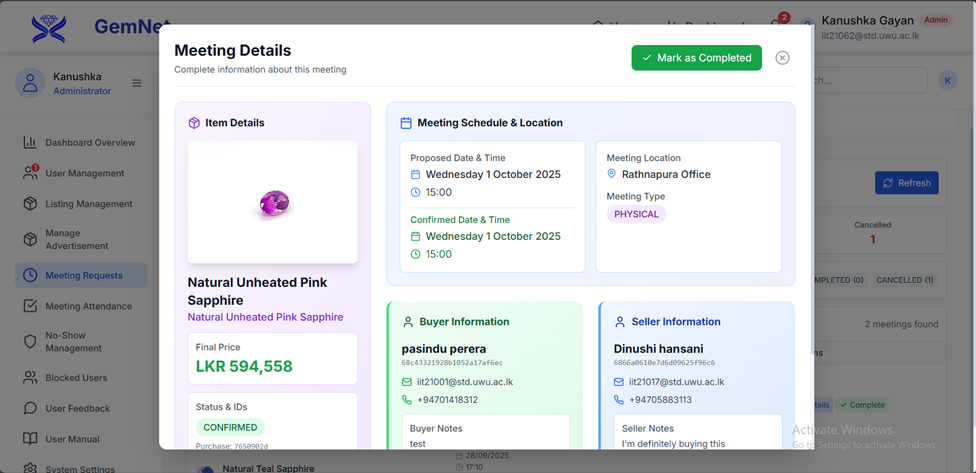 GemNet
2
Kanushka Gayan
Admin
iit21062@std.uwu.ac.lk
Kanushka
Administrator
K
Dashboard Overview
1
User Management
Listing Management
Manage
Advertisement
Meeting Requests
Meeting Attendance
No-Show
Management
Blocked Users
User Feedback
User Manual
System Settings
Meeting Details
Complete information about this meeting
Mark as Completed
Item Details
Natural Unheated Pink
Sapphire
Natural Unheated Pink Sapphire
Final Price
LKR 594,558
Status & IDs
CONFIRMED
Purchase: 7650902d
Meeting Schedule & Location
Proposed Date & Time
Wednesday 1 October 2025
15:00
Confirmed Date & Time
Wednesday 1 October 2025
15:00
Meeting Location
Rathnapura Office
Meeting Type
PHYSICAL
Buyer Information
pasindu perera
68c43321928b1052a17af6ec
iit21001@std.uwu.ac.lk
+94701418312
Buyer Notes
test
Seller Information
Dinushi hansani
6866a0610e7d6d09625f96c6
iit21017@std.uwu.ac.lk
+94705883113
Seller Notes
I'm definitely buying this
Refresh
Cancelled
1
CANCELLED (1)
2 meetings found
Complete
Natural Teal Sapphire
28/09/2025
17:10
Activate Windows
Go to Settings to activate Windows.